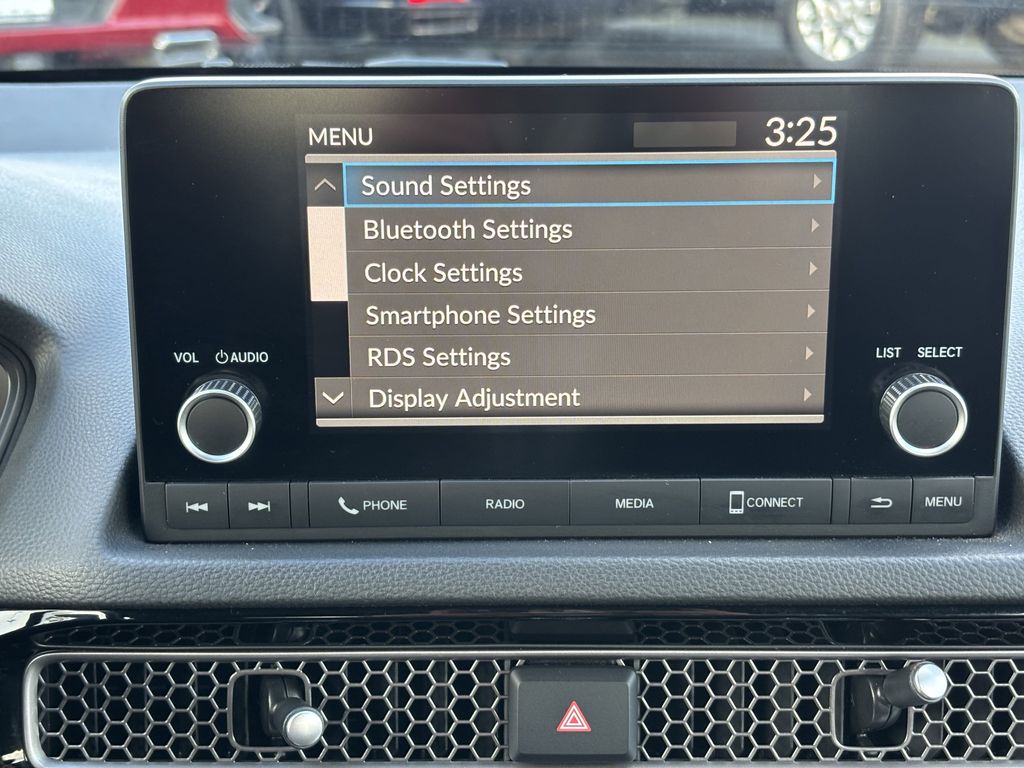 MENU 3:25
Sound Settings
Bluetooth Settings
Clock Settings
Smartphone Settings
RDS Settings
Display Adjustment
VOL AUDIO
LIST SELECT
PHONE RADIO MEDIA CONNECT MENU